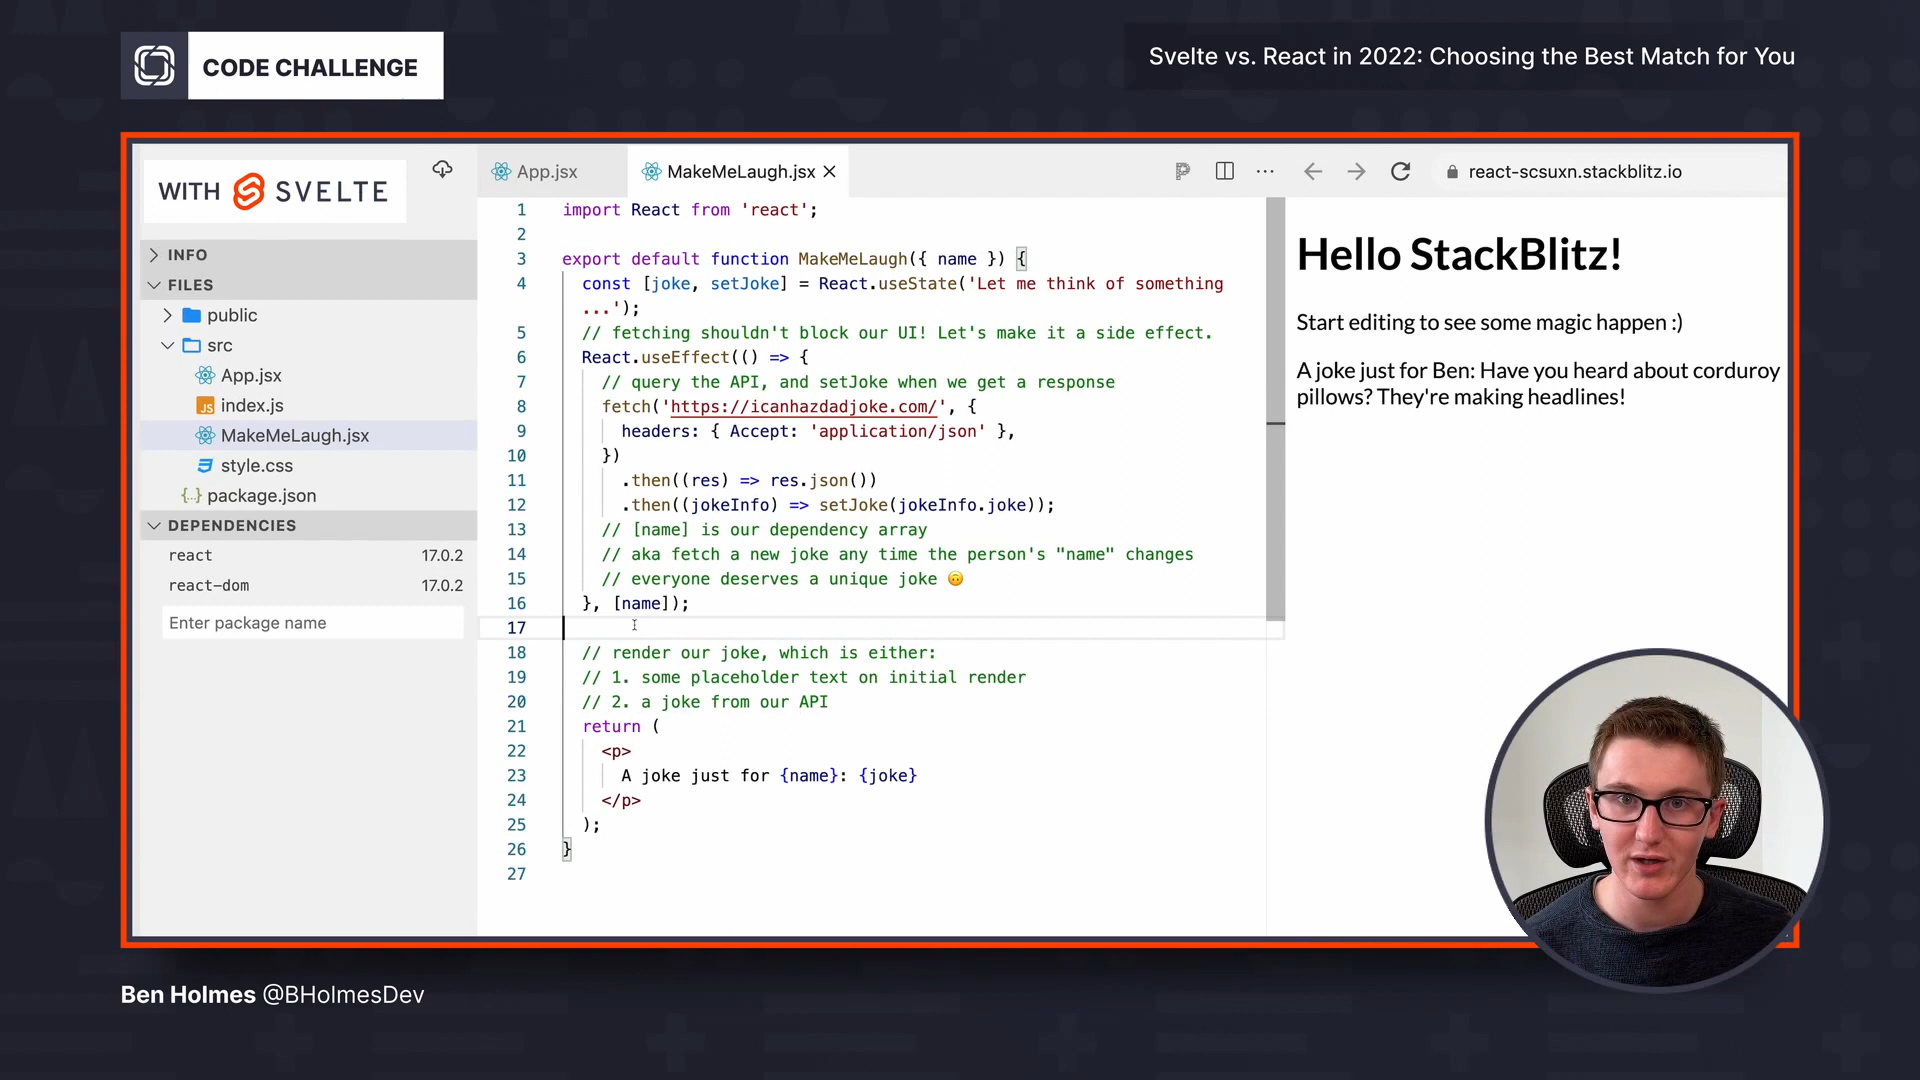 CODE CHALLENGE
Svelte vs. React in 2022: Choosing the Best Match for You
WITH SVELTE
INFO
FILES
public
src
App.jsx
index.js
MakeMeLaugh.jsx
style.css
{..} package.json
DEPENDENCIES
react 17.0.2
react-dom 17.0.2
Enter package name
App.jsx
MakeMeLaugh.jsx
react-scsuxn.stackblitz.io
1 import React from 'react';
2
3 export default function MakeMeLaugh({ name }) {
4 const [joke, setJoke] = React.useState('Let me think of something
...');
5 // fetching shouldn't block our UI! Let's make it a side effect.
6 React.useEffect(() => {
7 // query the API, and setJoke when we get a response
8 fetch('https://icanhazdadjoke.com/', {
9 headers: { Accept: 'application/json' },
10 })
11 .then((res) => res.json())
12 .then((jokeInfo) => setJoke(jokeInfo.joke));
13 // [name] is our dependency array
14 // aka fetch a new joke any time the person's "name" changes
15 // everyone deserves a unique joke 🙃
16 }, [name]);
17
18 // render our joke, which is either:
19 // 1. some placeholder text on initial render
20 // 2. a joke from our API
21 return (
22 <p>
23 A joke just for {name}: {joke}
24 </p>
25 );
26 }
27
Hello StackBlitz!
Start editing to see some magic happen :)
A joke just for Ben: Have you heard about corduroy
pillows? They're making headlines!
Ben Holmes @BHolmesDev